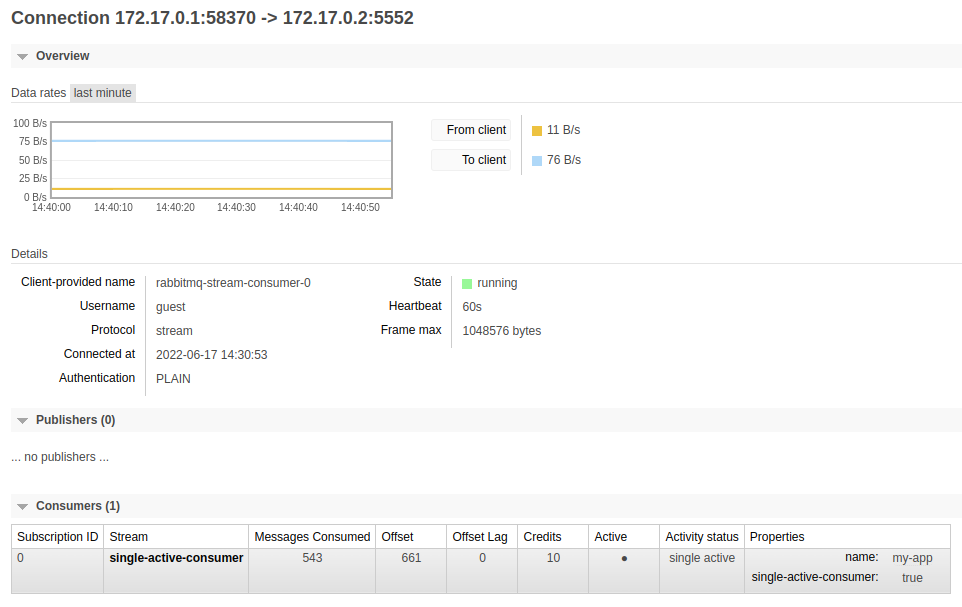 Connection 172.17.0.1:58370 -> 172.17.0.2:5552
Overview
Data rates last minute
100 B/s
75 B/s
50 B/s
25 B/s
0 B/s
14:40:00 14:40:10 14:40:20 14:40:30 14:40:40 14:40:50
From client 11 B/s
To client 76 B/s
Details
Client-provided name rabbitmq-stream-consumer-0
Username guest
Protocol stream
Connected at 2022-06-17 14:30:53
Authentication PLAIN
State running
Heartbeat 60s
Frame max 1048576 bytes
Publishers (0)
... no publishers ...
Consumers (1)
Subscription ID Stream Messages Consumed Offset Offset Lag Credits Active Activity status Properties
0 single-active-consumer 543 661 0 10 ● single active name: my-app
single-active-consumer: true